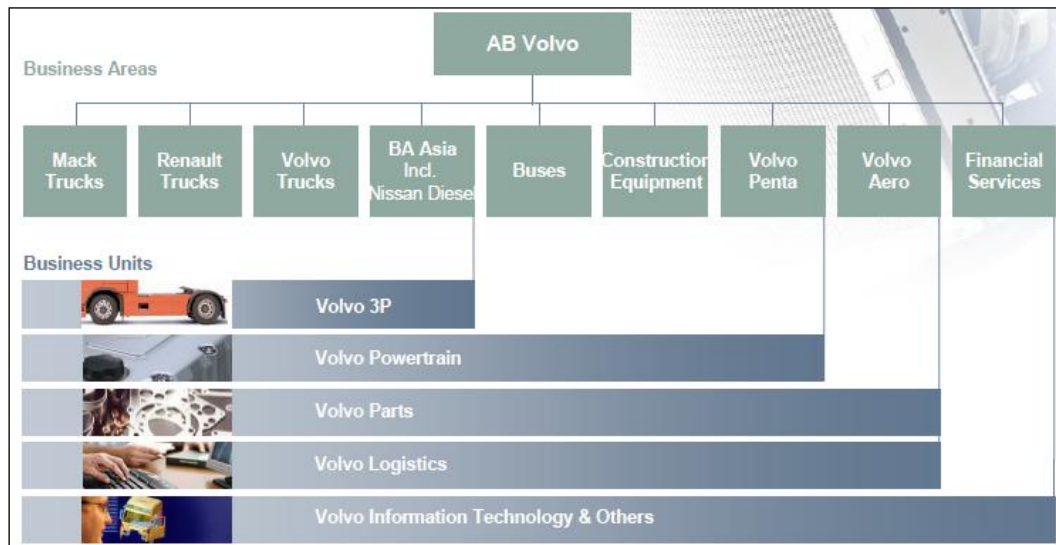 AB Volvo
Business Areas
Mack
Trucks
Renault
Trucks
Volvo
Trucks
BA Asia
Incl.
Nissan Diesel
Buses
Construction
Equipment
Volvo
Penta
Volvo
Aero
Financial
Services
Business Units
Volvo 3P
Volvo Powertrain
Volvo Parts
Volvo Logistics
Volvo Information Technology & Others